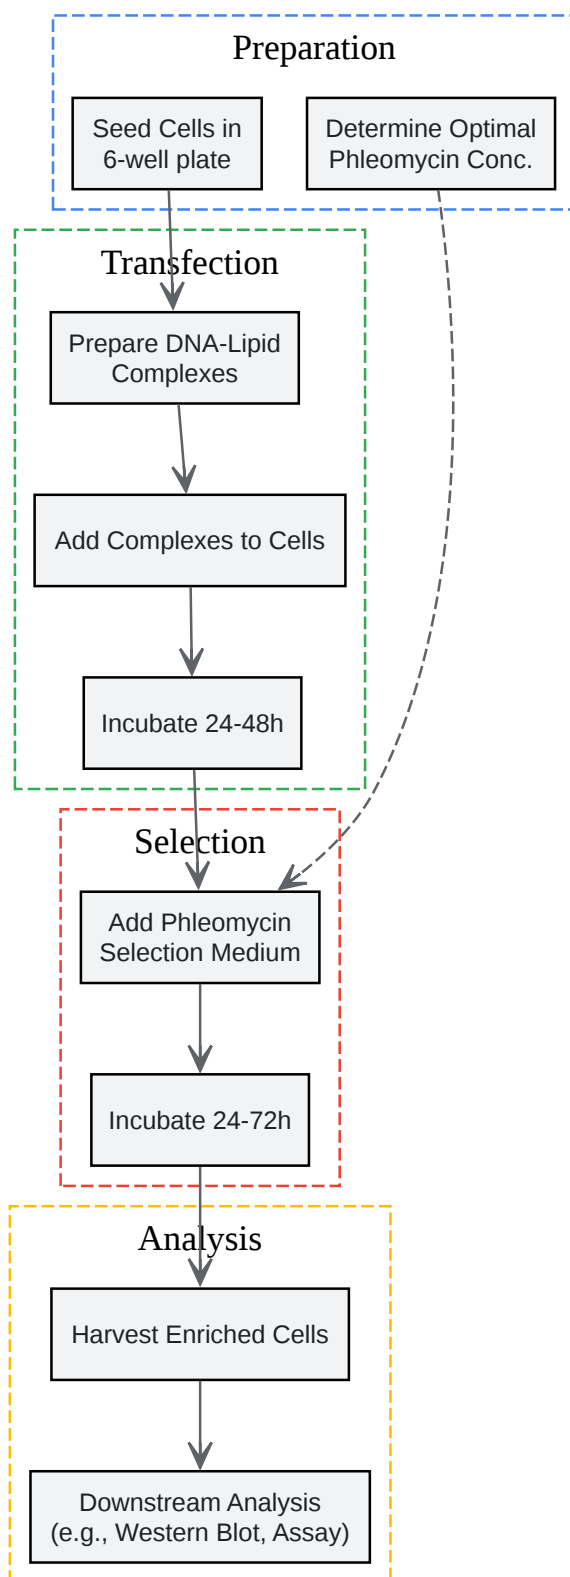 Preparation
Seed Cells in
6-well plate
Determine Optimal
Phleomycin Conc.
Transfection
Prepare DNA-Lipid
Complexes
Add Complexes to Cells
Incubate 24-48h
Selection
Add Phleomycin
Selection Medium
Incubate 24-72h
Analysis
Harvest Enriched Cells
Downstream Analysis
(e.g., Western Blot, Assay)